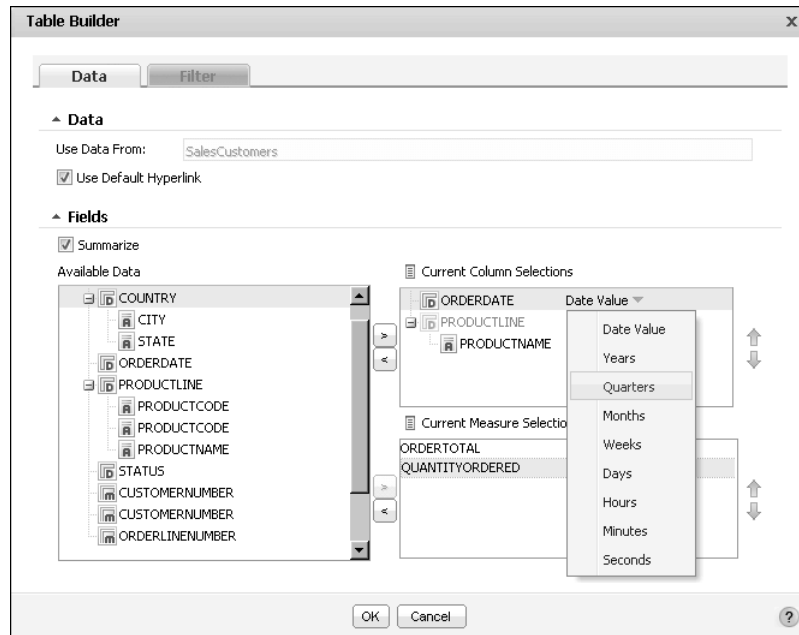 Table Builder
x
Data
Filter
Data
Use Data From:
SalesCustomers
Use Default Hyperlink
Fields
Summarize
Available Data
COUNTRY
CITY
STATE
ORDERDATE
PRODUCTLINE
PRODUCTCODE
PRODUCTCODE
PRODUCTNAME
STATUS
CUSTOMERNUMBER
CUSTOMERNUMBER
ORDERLINENUMBER
>
<
>
<
Current Column Selections
ORDERDATE Date Value
PRODUCTLINE
PRODUCTNAME
Current Measure Selectio
ORDERTOTAL
QUANTITYORDERED
Date Value
Years
Quarters
Months
Weeks
Days
Hours
Minutes
Seconds
OK
Cancel
?